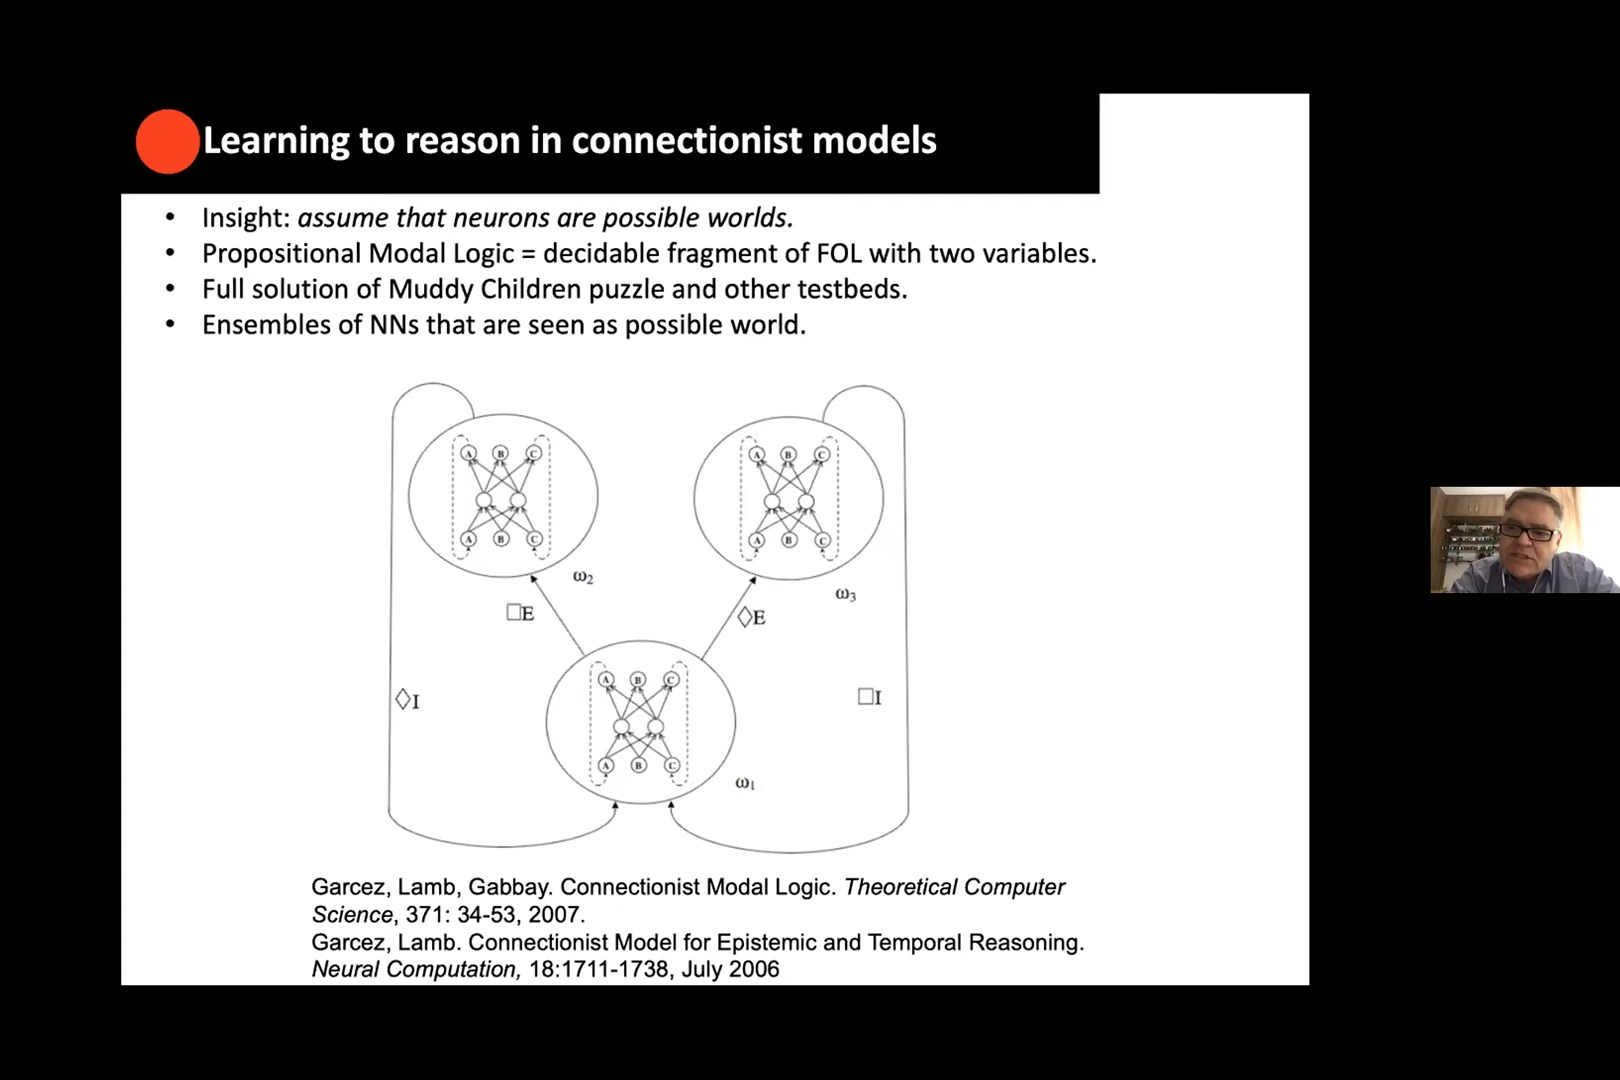 Learning to reason in connectionist models
• Insight: assume that neurons are possible worlds.
• Propositional Modal Logic = decidable fragment of FOL with two variables.
• Full solution of Muddy Children puzzle and other testbeds.
• Ensembles of NNs that are seen as possible world.
A B C
A B C
A B C
A B C
ω2
ω3
□E
◇E
A B C
◇I
□I
A B C
ω1
Garcez, Lamb, Gabbay. Connectionist Modal Logic. Theoretical Computer
Science, 371: 34-53, 2007.
Garcez, Lamb. Connectionist Model for Epistemic and Temporal Reasoning.
Neural Computation, 18:1711-1738, July 2006